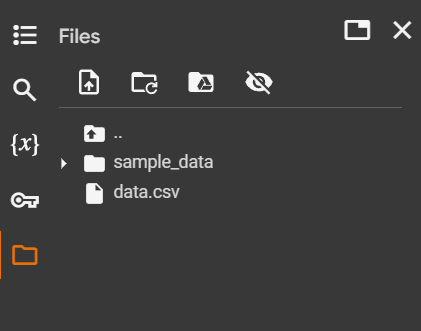 Files
..
sample_data
{x}
data.csv